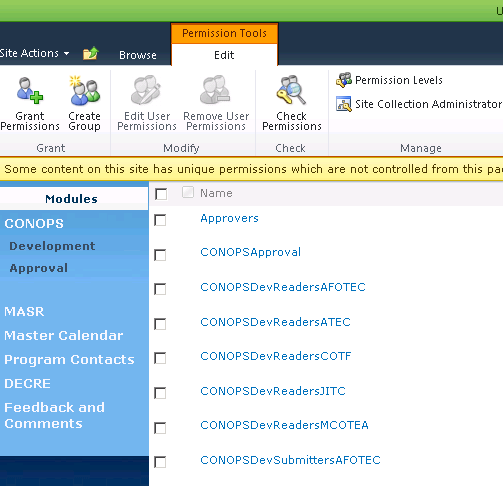 U
Permission Tools
Site Actions
Browse
Edit
Grant Permissions
Create Group
Edit User Permissions
Remove User Permissions
Check Permissions
Permission Levels
Site Collection Administrator
Grant
Modify
Check
Manage
Some content on this site has unique permissions which are not controlled from this pa
Modules
Name
CONOPS
Development
Approval
MASR
Master Calendar
Program Contacts
DECRE
Feedback and
Comments
Approvers
CONOPSApproval
CONOPSDevReadersAFOTEC
CONOPSDevReadersATEC
CONOPSDevReadersCOTF
CONOPSDevReadersJITC
CONOPSDevReadersMCOTEA
CONOPSDevSubmittersAFOTEC